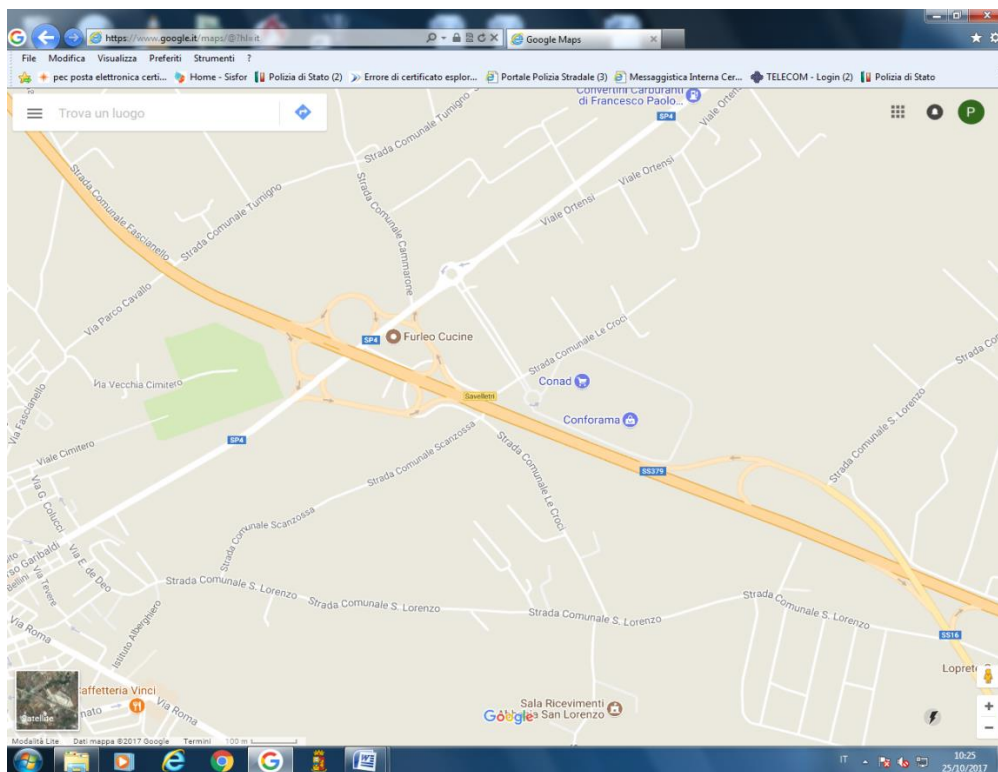 https://www.google.it/maps/@?hl=it
Google Maps
File Modifica Visualizza Preferiti Strumenti ?
pec posta elettronica certi... Home - Sisfor Polizia di Stato (2) Errore di certificato esplor... Portale Polizia Stradale (3) Messaggistica Interna Cer... TELECOM - Login (2) Polizia di Stato
Trova un luogo
Convertini Carburanti
di Francesco Paolo...
P
SP4
Viale Ortensi
Strada Comunale Tumigno
Strada Comunale Fascianello
Strada Comunale Tumigno
Strada Comunale Cammarone
Viale Ortensi
Viale Ortensi
Via Parco Cavallo
SP4
Furleo Cucine
Strada Comunale Le Croci
Via Vecchia Cimitero
Conad
Savelletri
Via Fascianello
Conforama
Strada Comunale S. Lorenzo
SP4
Viale Cimitero
Strada Comunale Scanzossa
Strada Comunale Le Croci
SS379
Via G. Colucci
Strada Comunale Scanzossa
Garibaldi
Via E. de Deo
Bellini
Via Tevere
Strada Comunale S. Lorenzo
Strada Comunale S. Lorenzo
Strada Comunale S. Lorenzo
Strada Comunale S. Lorenzo
Istituto Alberghiero
Via Roma
SS16
Caffetteria Vinci
Via Roma
Satellite
Sala Ricevimenti
San Lorenzo
Google
Modalità Lite Dati mappa ©2017 Google Termini 100 m
IT
10:25
25/10/2017